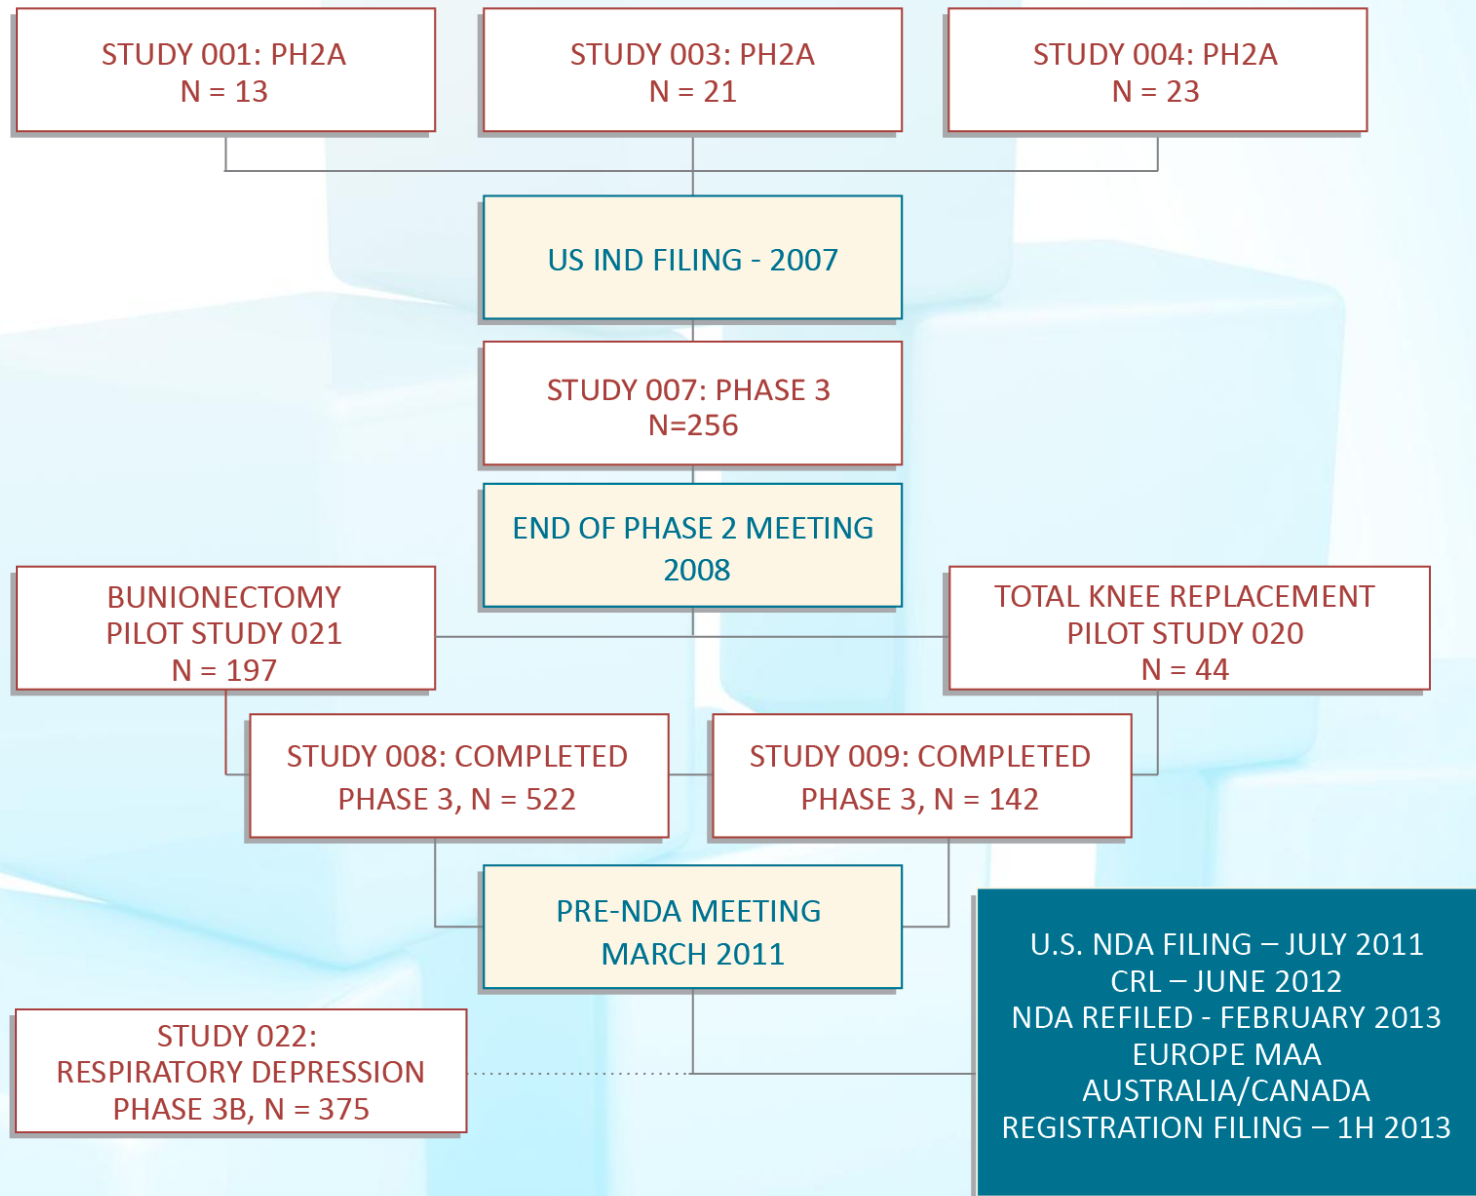 STUDY 001: PH2A
N = 13
STUDY 003: PH2A
N = 21
STUDY 004: PH2A
N = 23
US IND FILING - 2007
STUDY 007: PHASE 3
N=256
END OF PHASE 2 MEETING
2008
BUNIONECTOMY
PILOT STUDY 021
N = 197
TOTAL KNEE REPLACEMENT
PILOT STUDY 020
N = 44
STUDY 008: COMPLETED
PHASE 3, N = 522
STUDY 009: COMPLETED
PHASE 3, N = 142
PRE-NDA MEETING
MARCH 2011
STUDY 022:
RESPIRATORY DEPRESSION
PHASE 3B, N = 375
U.S. NDA FILING – JULY 2011
CRL – JUNE 2012
NDA REFILED - FEBRUARY 2013
EUROPE MAA
AUSTRALIA/CANADA
REGISTRATION FILING – 1H 2013